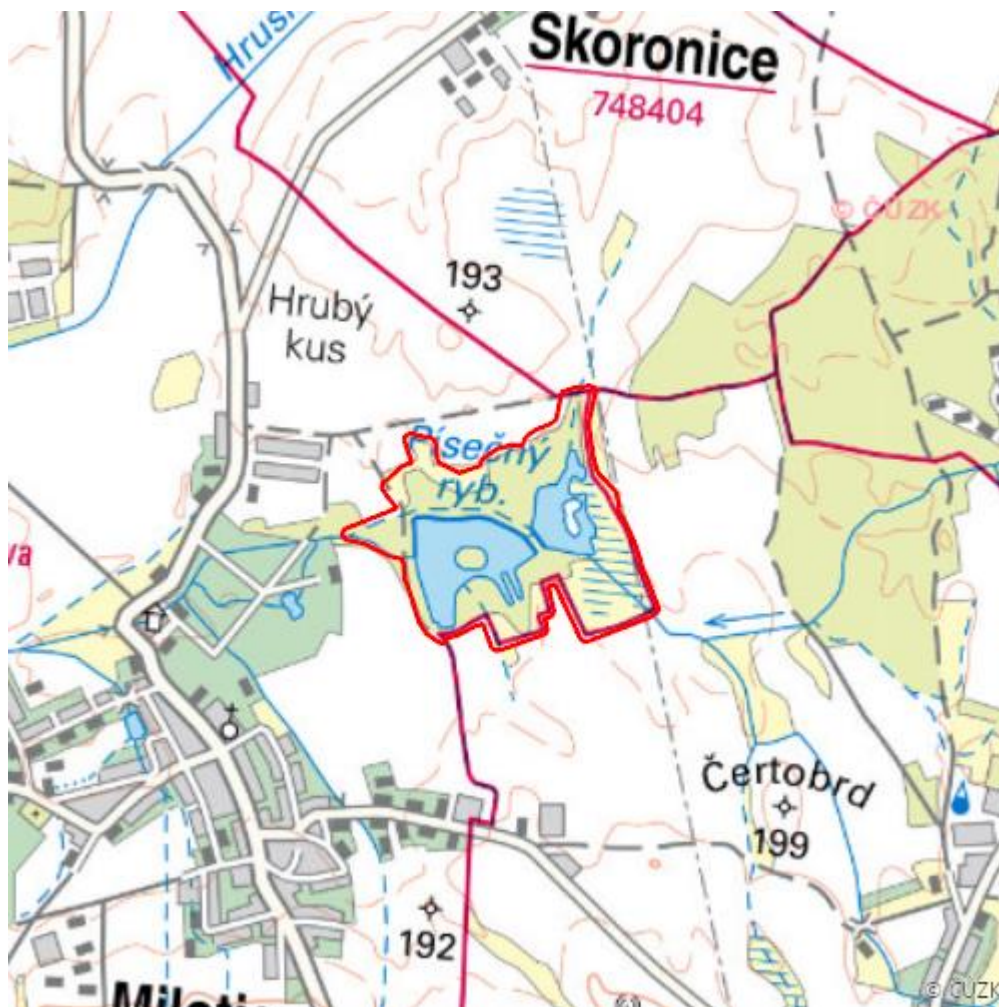 Skoronice
748404
© ČÚZK
193
Hrubý
kus
Písečný
ryb.
Čertobrd
199
192
© ČÚZK